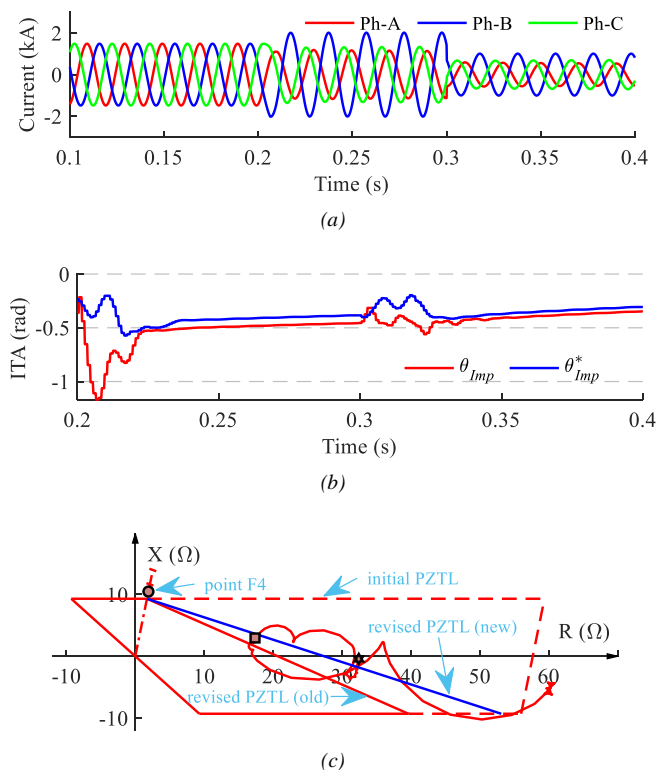 Ph-A Ph-B Ph-C
Current (kA)
2
0
-2
0.1 0.15 0.2 0.25 0.3 0.35 0.4
Time (s)
(a)
ITA (rad)
0
-0.5
-1
θImp θ*Imp
0.2 0.25 0.3 0.35 0.4
Time (s)
(b)
X (Ω)
point F4
initial PZTL
10
revised PZTL (new)
R (Ω)
-10 10 20 30 40 50 60
revised PZTL (old)
-10
(c)